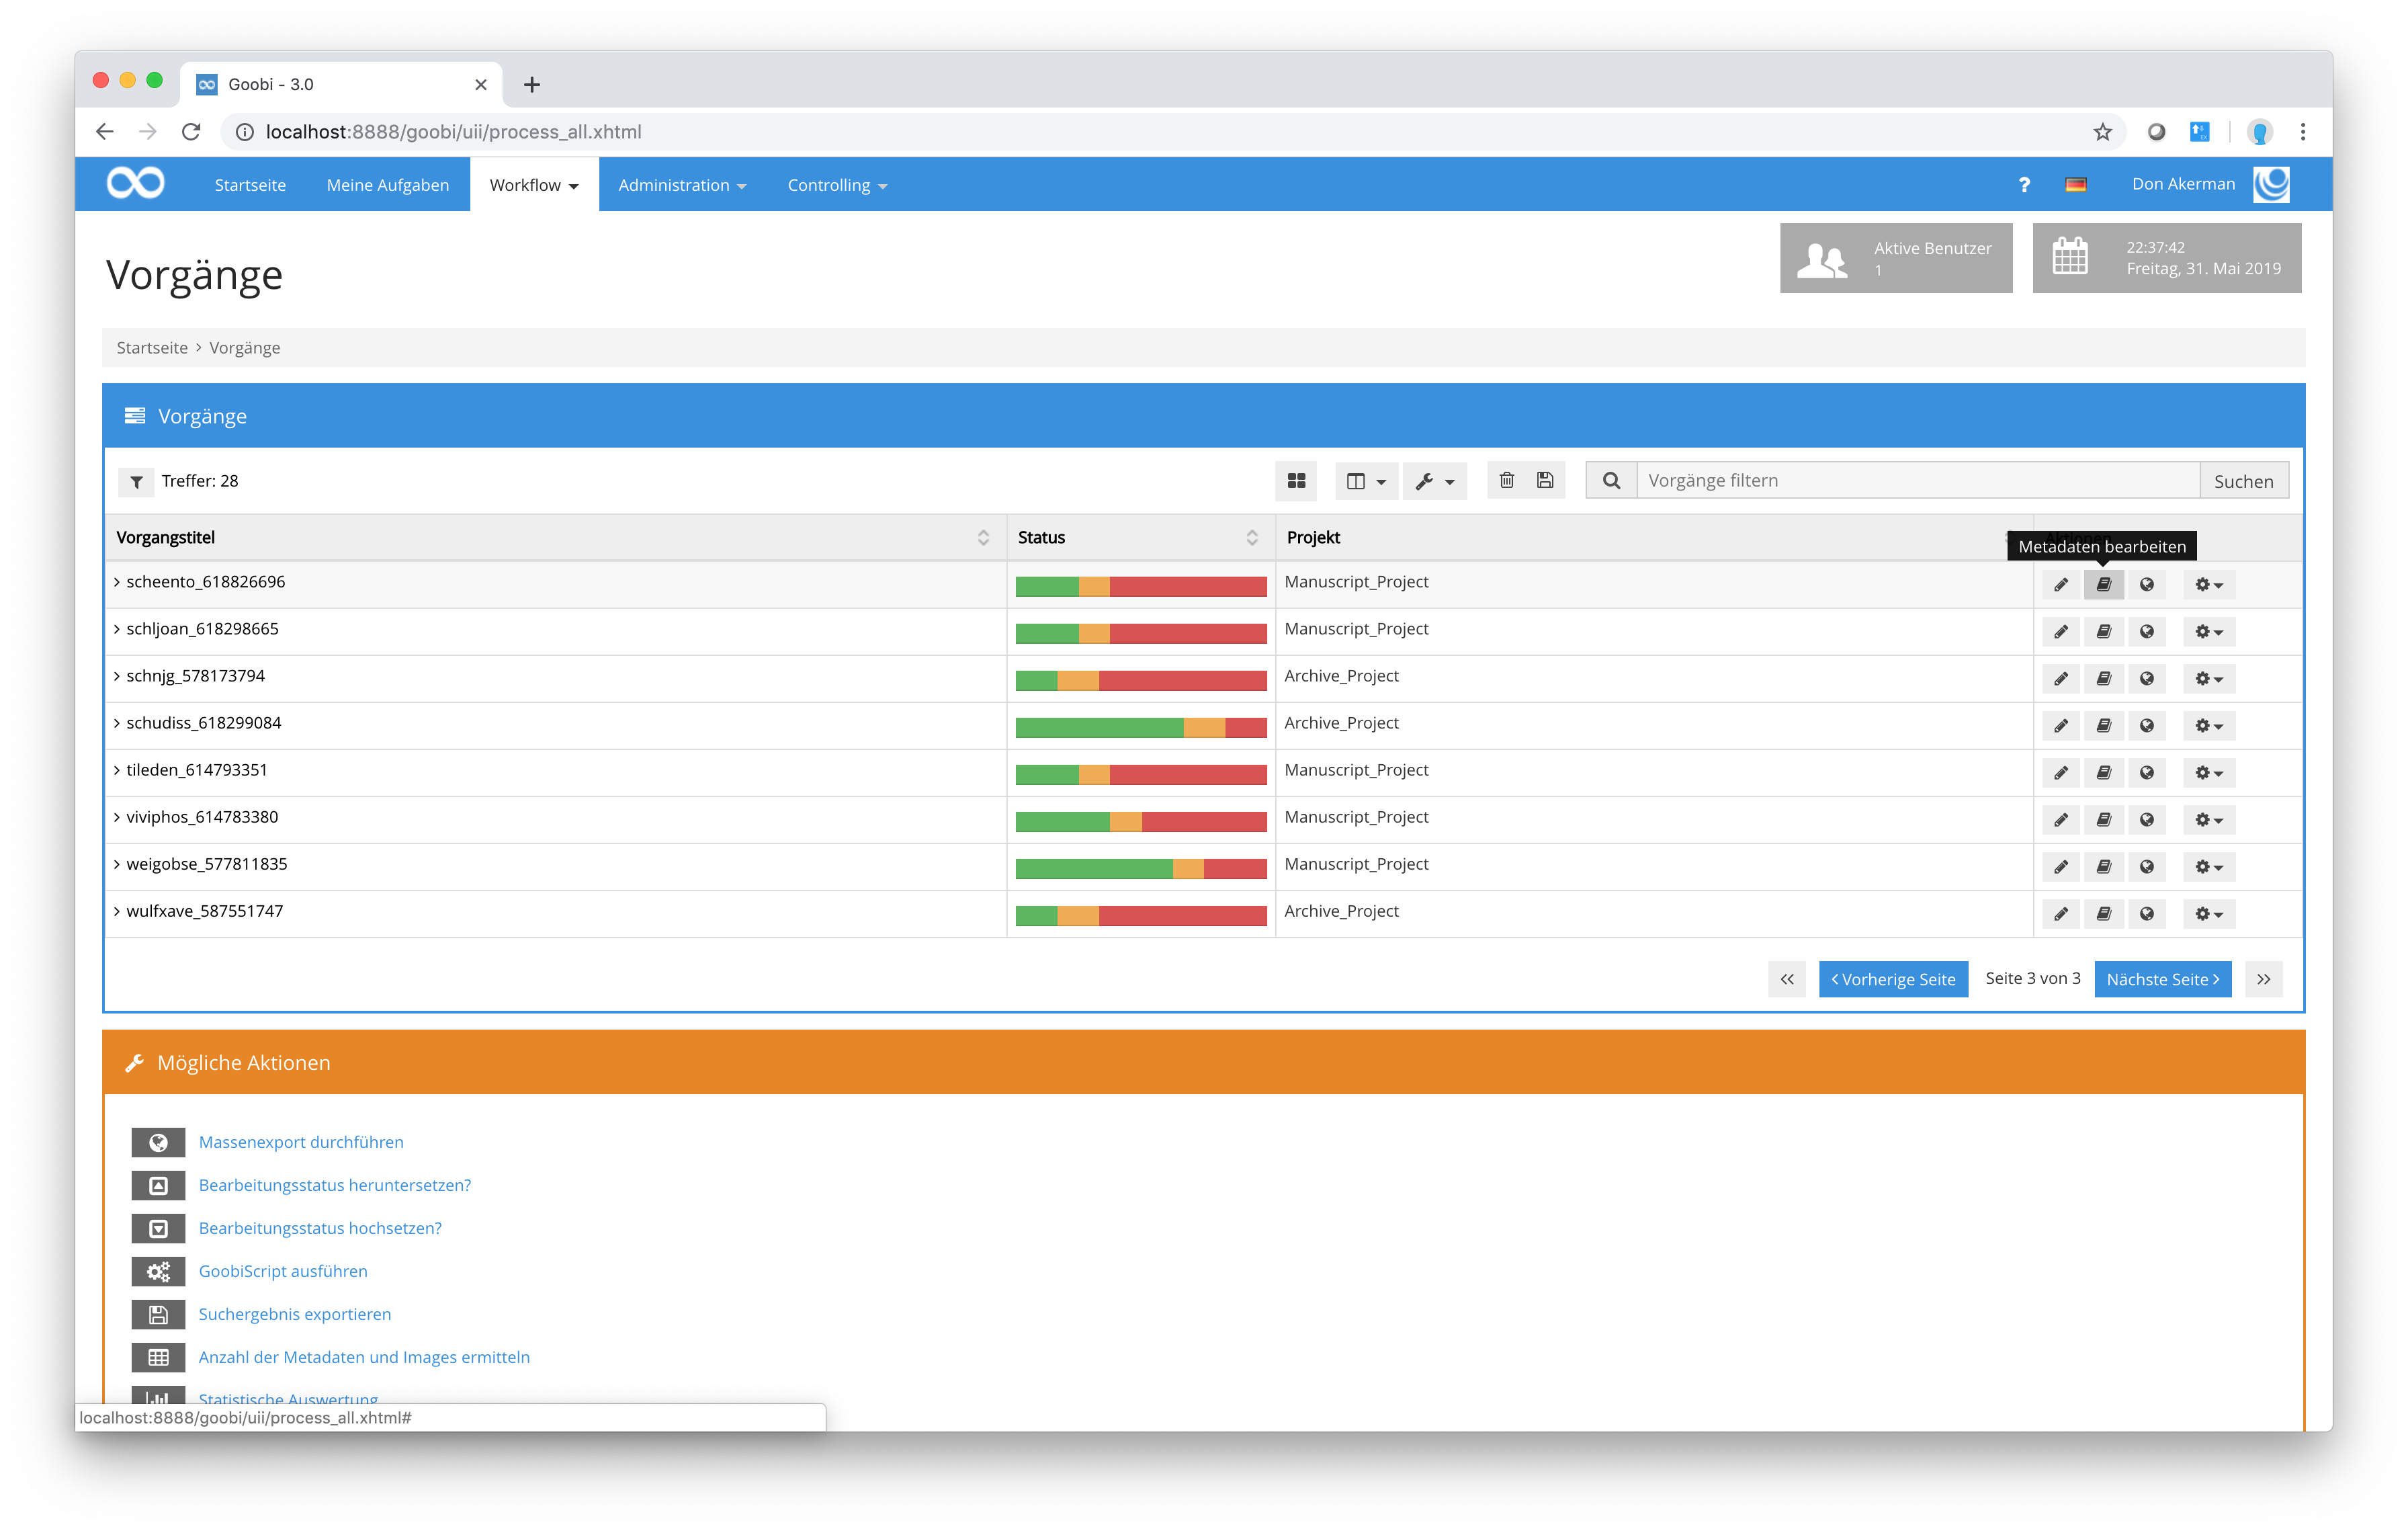 Goobi - 3.0
localhost:8888/goobi/uii/process_all.xhtml
Startseite Meine Aufgaben Workflow Administration Controlling ? Don Akerman
Vorgänge
Aktive Benutzer
1
22:37:42
Freitag, 31. Mai 2019
Startseite > Vorgänge
Vorgänge
Treffer: 28
Vorgänge filtern
Suchen
Vorgangstitel Status Projekt
Metadaten bearbeiten
scheento_618826696 Manuscript_Project
schljoan_618298665 Manuscript_Project
schnjg_578173794 Archive_Project
schudiss_618299084 Archive_Project
tileden_614793351 Manuscript_Project
viviphos_614783380 Manuscript_Project
weigobse_577811835 Manuscript_Project
wulfxave_587551747 Archive_Project
Vorherige Seite Seite 3 von 3 Nächste Seite
Mögliche Aktionen
Massenexport durchführen
Bearbeitungsstatus heruntersetzen?
Bearbeitungsstatus hochsetzen?
GoobiScript ausführen
Suchergebnis exportieren
Anzahl der Metadaten und Images ermitteln
Statistische Auswertung
localhost:8888/goobi/uii/process_all.xhtml#